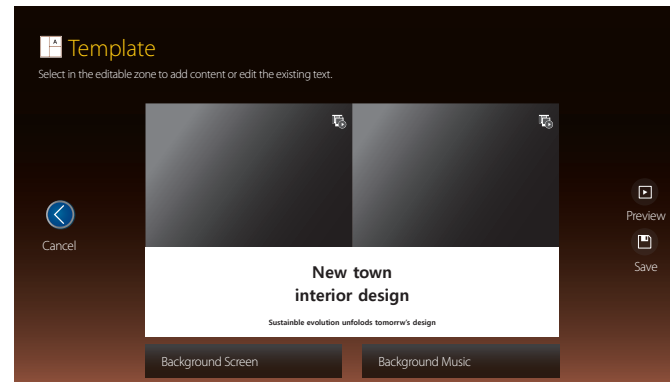 A
Template
Select in the editable zone to add content or edit the existing text.
Cancel
Preview
Save
New town
interior design
Sustainble evolution unfolods tomorrw's design
Background Screen
Background Music